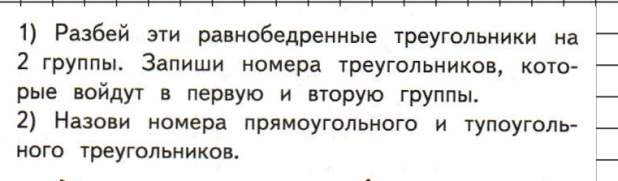 1) Разбей эти равнобедренные треугольники на
2 группы. Запиши номера треугольников, кото-
рые войдут в первую и вторую группы.
2) Назови номера прямоугольного и тупоуголь-
ного треугольников.